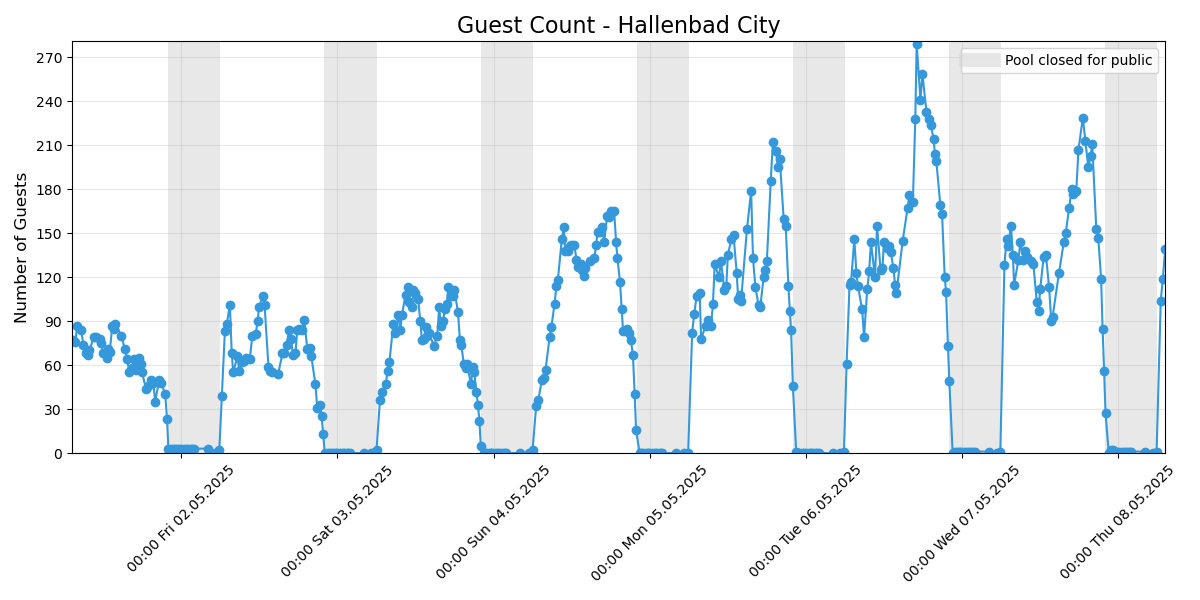 Guest Count - Hallenbad City
Pool closed for public
Number of Guests
270
240
210
180
150
120
90
60
30
0
00:00 Fri 02.05.2025
00:00 Sat 03.05.2025
00:00 Sun 04.05.2025
00:00 Mon 05.05.2025
00:00 Tue 06.05.2025
00:00 Wed 07.05.2025
00:00 Thu 08.05.2025